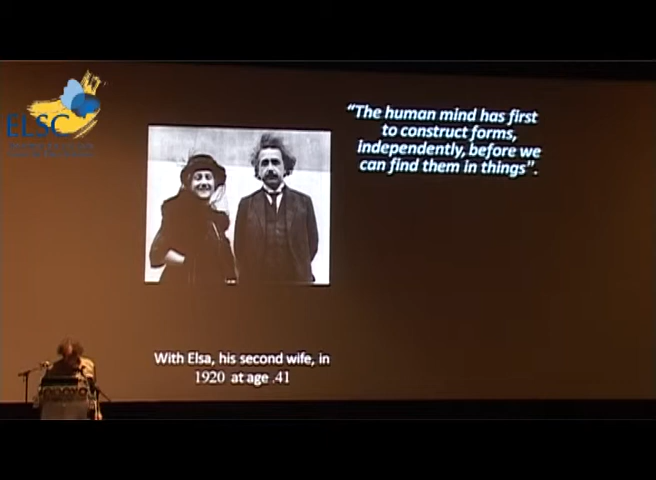 ELSC
"The human mind has first
to construct forms,
independently, before we
can find them in things".
With Elsa, his second wife, in
1920 at age .41